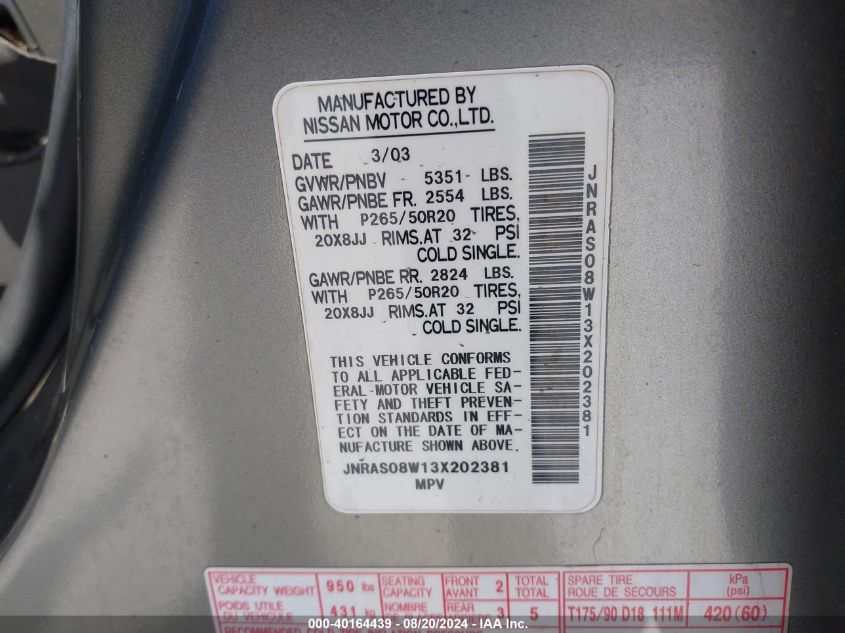 MANUFACTURED BY
NISSAN MOTOR CO.,LTD.
DATE 3/03
GVWR/PNBV 5351 LBS.
GAWR/PNBE FR. 2554 LBS.
WITH P265/50R20 TIRES,
20X8JJ RIMS.AT 32 PSI
COLD SINGLE.
GAWR/PNBE RR. 2824 LBS.
WITH P265/50R20 TIRES,
20X8JJ RIMS.AT 32 PSI
COLD SINGLE.
THIS VEHICLE CONFORMS
TO ALL APPLICABLE FED-
ERAL-MOTOR VEHICLE SA-
FETY AND THEFT PREVEN-
TION STANDARDS IN EFF-
ECT ON THE DATE OF MA-
NUFACTURE SHOWN ABOVE.
JNRAS08W13X202381
MPV
JNRAS08W13X202381
VEHICLE CAPACITY WEIGHT 950 lbs SEATING CAPACITY FRONT AVANT 2 TOTAL TOTAL SPARE TIRE ROUE DE SECOURS kPa (psi)
POIDS UTILE DU VEHICULE 431 kg NOMBRE REAR 3 5 T175/90 D18 111M 420(60)
RECOMMENDED COLD TIRE
000-40164439 - 08/20/2024 - IAA Inc.